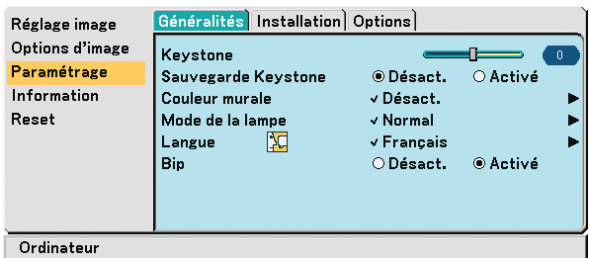 Réglage image
Options d'image
Paramétrage
Information
Reset
Généralités Installation Options
Keystone 0
Sauvegarde Keystone Désact. Activé
Couleur murale Désact.
Mode de la lampe Normal
Langue Français
Bip Désact. Activé
Ordinateur